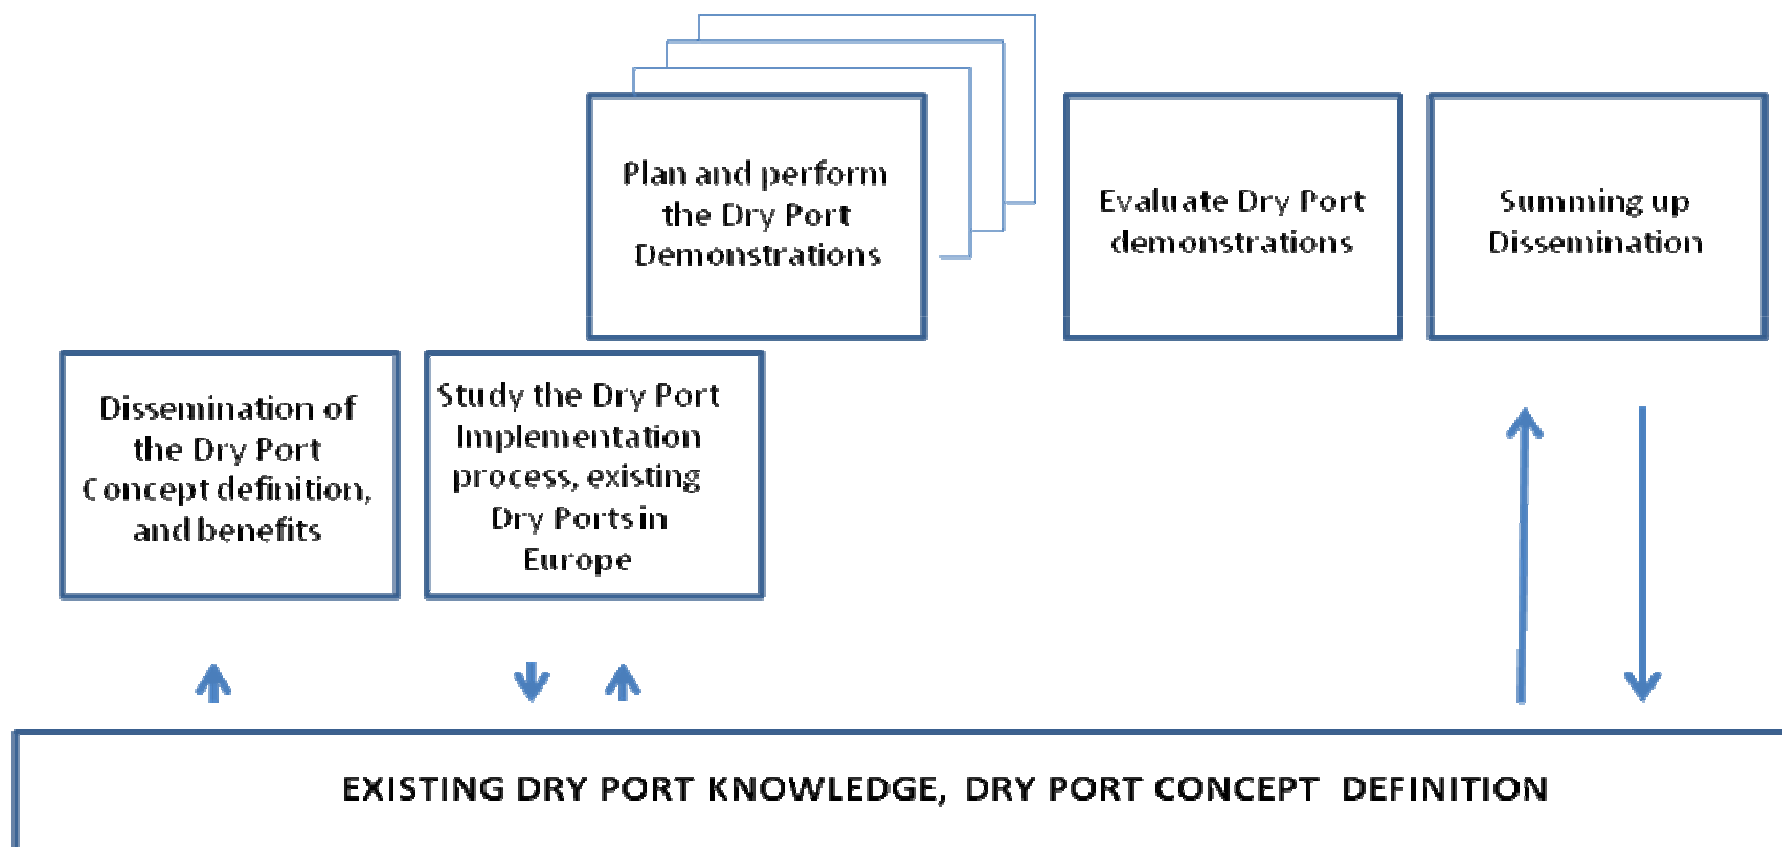 Plan and perform
the Dry Port
Demonstrations
Evaluate Dry Port
demonstrations
Summing up
Dissemination
Dissemination of
the Dry Port
Concept definition,
and benefits
Study the Dry Port
Implementation
process, existing
Dry Ports in
Europe
EXISTING DRY PORT KNOWLEDGE, DRY PORT CONCEPT DEFINITION